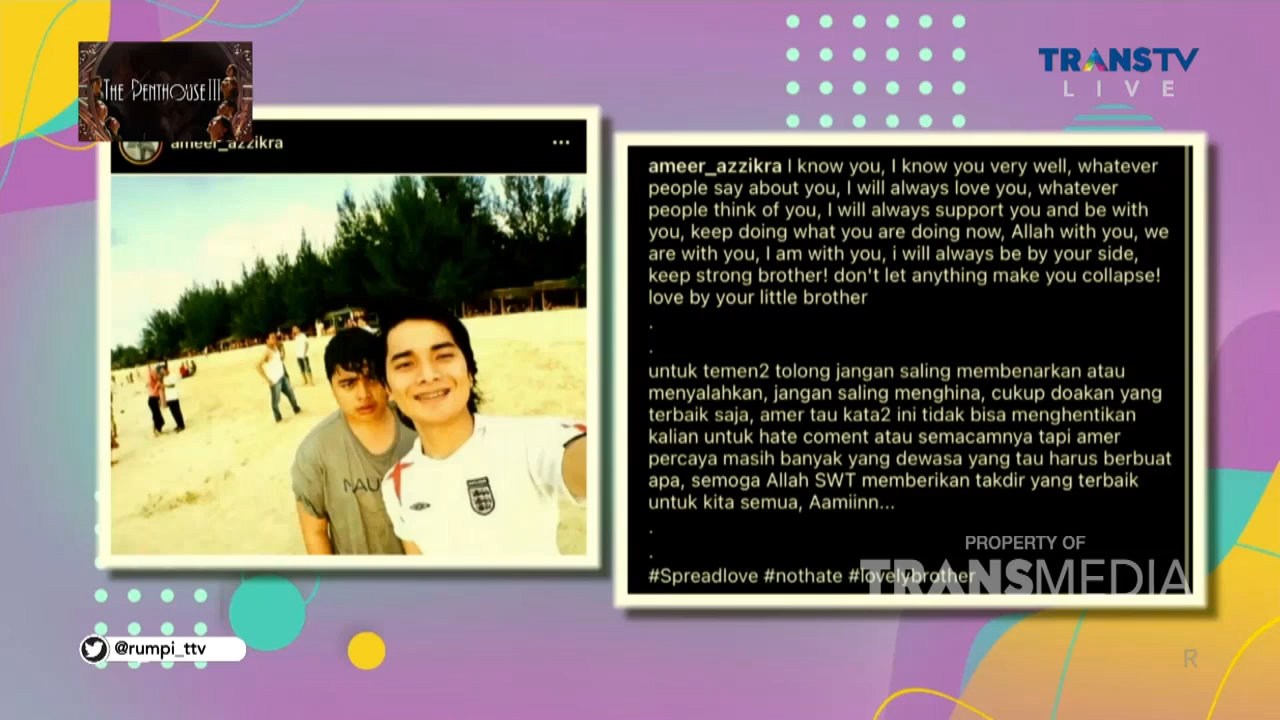 THE PENTHOUSE III
TRANSTV
LIVE
ameer_azzikra
NAU
ameer_azzikra I know you, I know you very well, whatever
people say about you, I will always love you, whatever
people think of you, I will always support you and be with
you, keep doing what you are doing now, Allah with you, we
are with you, I am with you, i will always be by your side,
keep strong brother! don't let anything make you collapse!
love by your little brother
.
.
untuk temen2 tolong jangan saling membenarkan atau
menyalahkan, jangan saling menghina, cukup doakan yang
terbaik saja, amer tau kata2 ini tidak bisa menghentikan
kalian untuk hate coment atau semacamnya tapi amer
percaya masih banyak yang dewasa yang tau harus berbuat
apa, semoga Allah SWT memberikan takdir yang terbaik
untuk kita semua, Aamiinn...
.
.
#Spreadlove #nothate #lovelybrother
PROPERTY OF
TRANSMEDIA
@rumpi_ttv
R